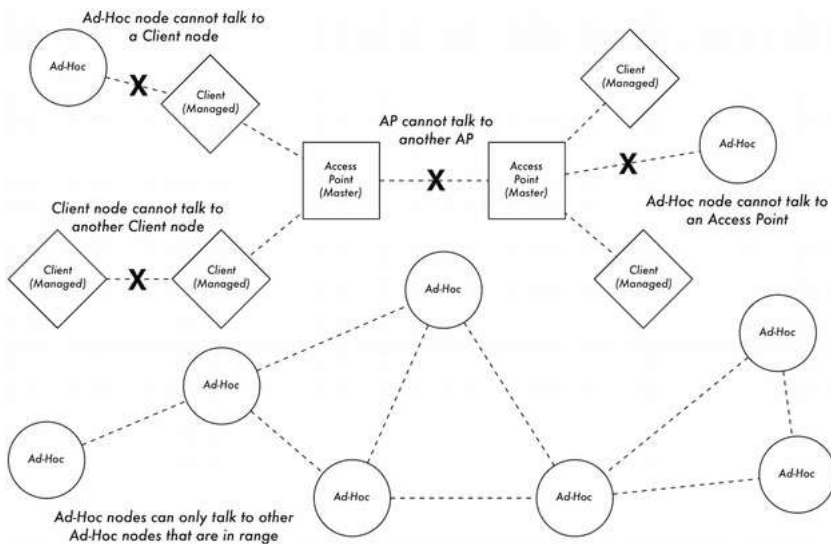 Ad-Hoc node cannot talk to
a Client node
Ad-Hoc
Client
(Managed)
Client
(Managed)
AP cannot talk to
another AP
Access
Point
(Master)
Access
Point
(Master)
Ad-Hoc
Ad-Hoc node cannot talk to
an Access Point
Client node cannot talk to
another Client node
Client
(Managed)
Client
(Managed)
Client
(Managed)
Ad-Hoc
Ad-Hoc
Ad-Hoc
Ad-Hoc
Ad-Hoc
Ad-Hoc
Ad-Hoc
Ad-Hoc nodes can only talk to other
Ad-Hoc nodes that are in range